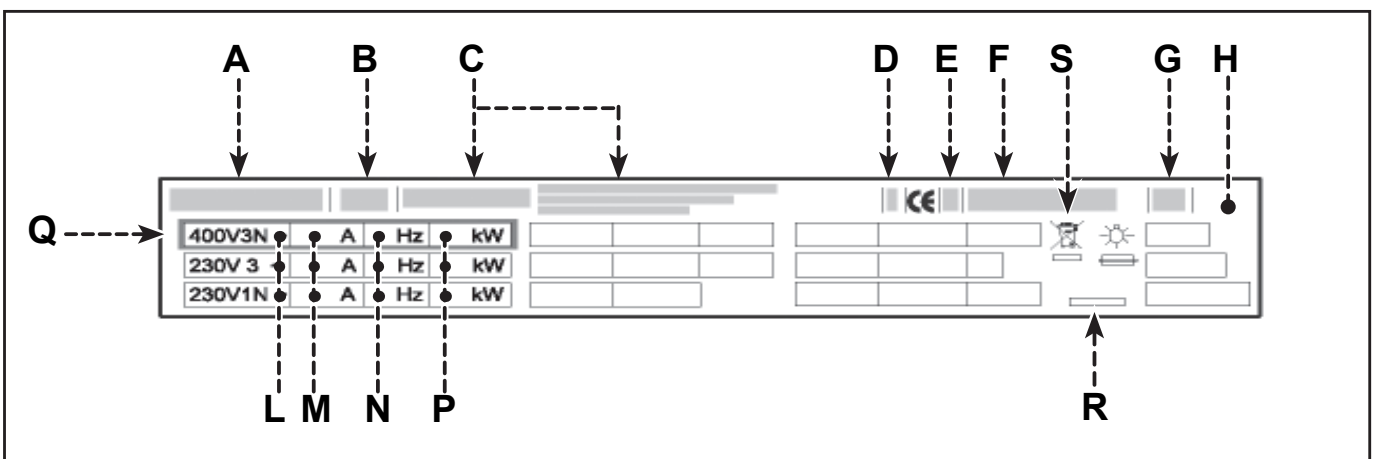 A B C D E F S G H
CE
Q
400V3N A Hz kW
230V 3 A Hz kW
230V1N A Hz kW
L M N P R